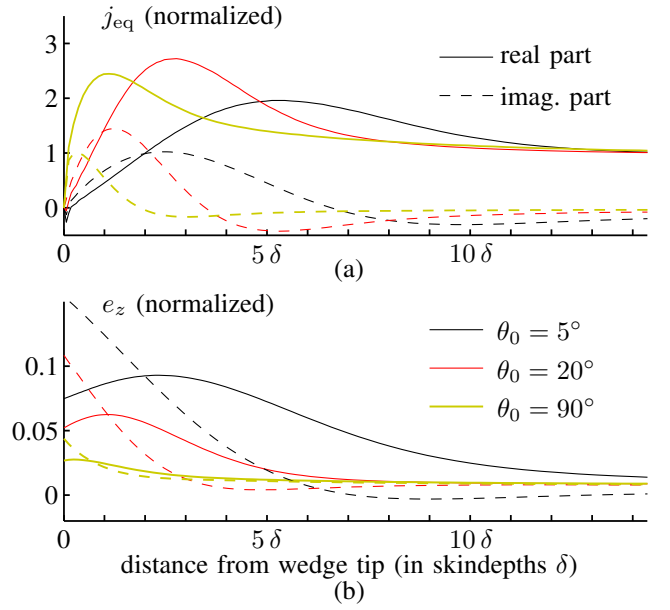 j_eq (normalized)
3
2
1
0
real part
imag. part
0 5 δ 10 δ
(a)
e_z (normalized)
0.1
0.05
0
θ_0 = 5°
θ_0 = 20°
θ_0 = 90°
0 5 δ 10 δ
distance from wedge tip (in skindepths δ)
(b)